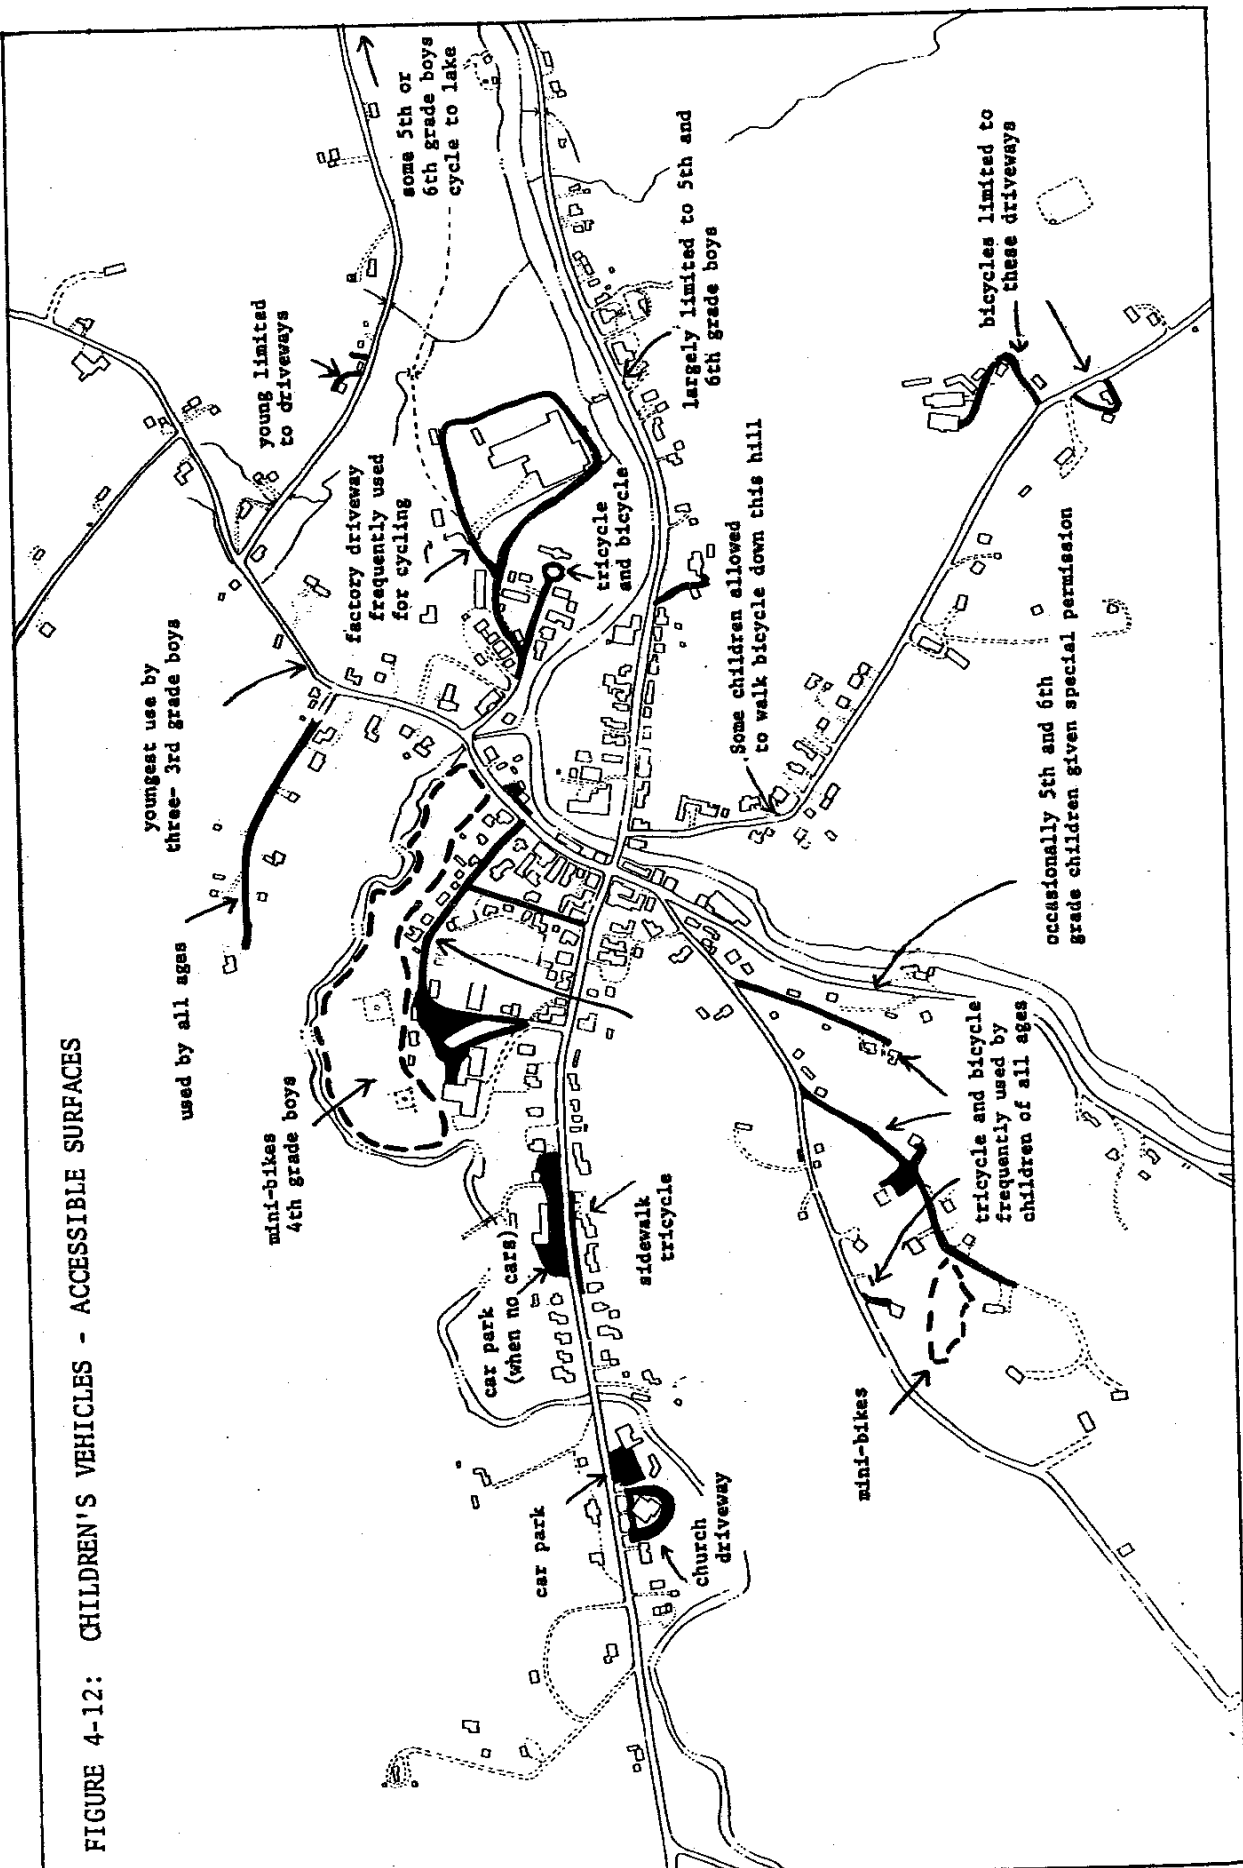 FIGURE 4-12: CHILDREN'S VEHICLES - ACCESSIBLE SURFACES
used by all ages
youngest use by
three- 3rd grade boys
young limited
to driveways
some 5th or
6th grade boys
cycle to lake
mini-bikes
4th grade boys
factory driveway
frequently used
for cycling
tricycle
and bicycle
largely limited to 5th and
6th grade boys
car park
(when no cars)
sidewalk
tricycle
Some children allowed
to walk bicycle down this hill
bicycles limited to
these driveways
car park
church
driveway
mini-bikes
tricycle and bicycle
frequently used by
children of all ages
occasionally 5th and 6th
grade children given special permission